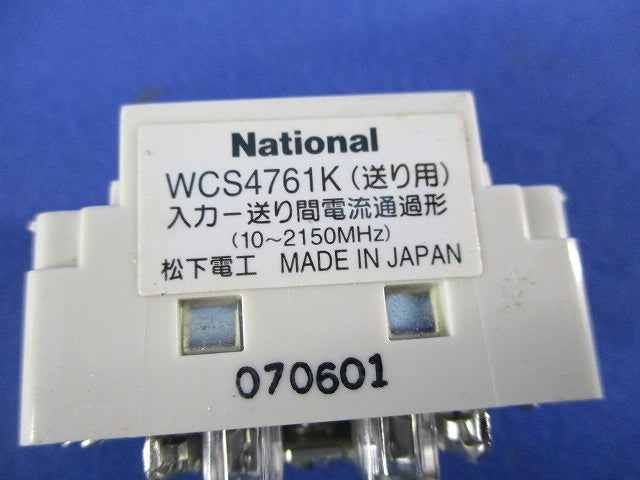 National
WCS4761K(送り用)
入力ー送り間電流通過形
(10～2150MHz)
松下電工 MADE IN JAPAN
070601